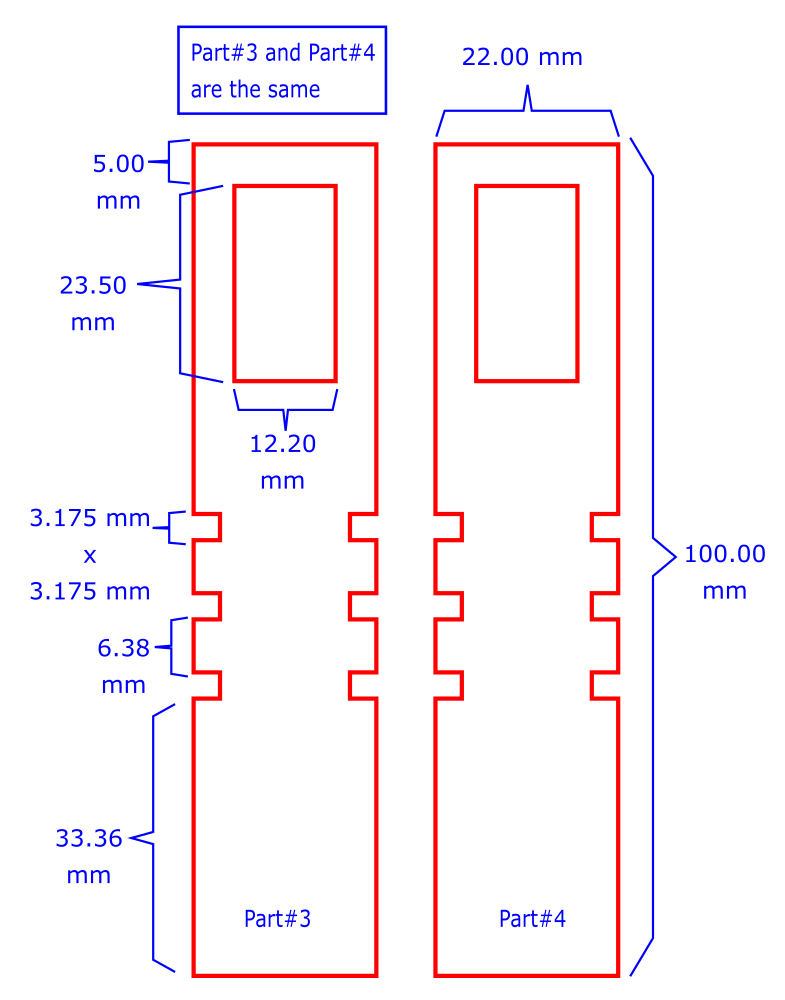 Part#3 and Part#4
are the same
22.00 mm
5.00
mm
23.50
mm
12.20
mm
3.175 mm
x
3.175 mm
6.38
mm
100.00
mm
33.36
mm
Part#3
Part#4